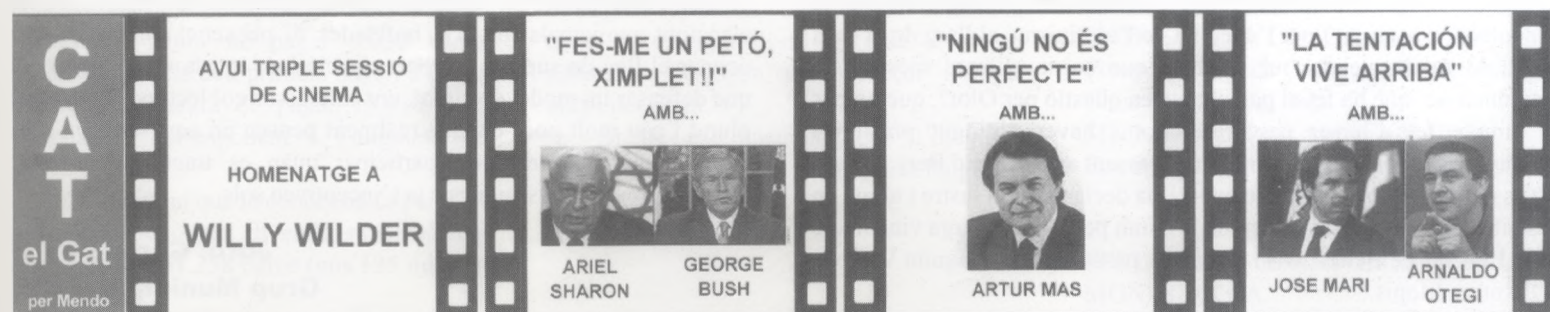 CAT
el Gat
per Mendo
AVUI TRIPLE SESSIÓ
DE CINEMA
HOMENATGE A
WILLY WILDER
"FES-ME UN PETÓ,
XIMPLET!!"
AMB...
ARIEL
SHARON
GEORGE
BUSH
"NINGÚ NO ÉS
PERFECTE"
AMB...
ARTUR MAS
"LA TENTACIÓN
VIVE ARRIBA"
AMB...
JOSE MARI
ARNALDO
OTEGI